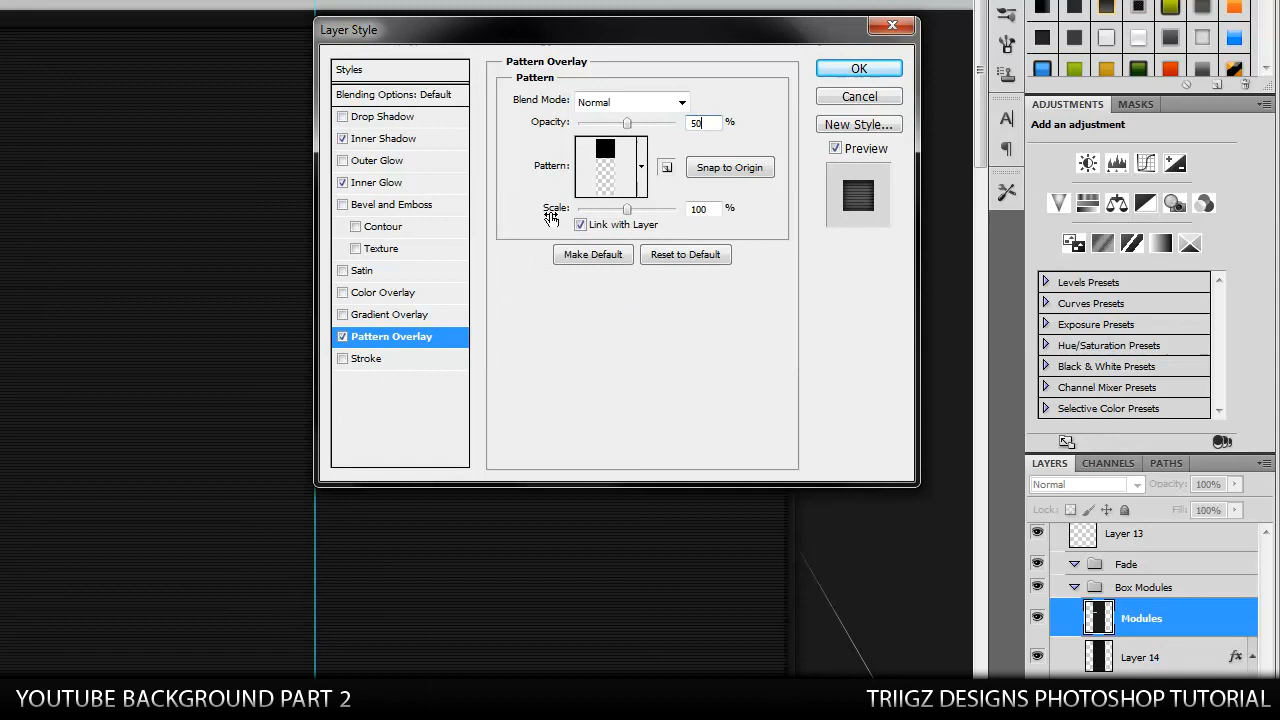 Layer Style
Styles
Blending Options: Default
Drop Shadow
Inner Shadow
Outer Glow
Inner Glow
Bevel and Emboss
Contour
Texture
Satin
Color Overlay
Gradient Overlay
Pattern Overlay
Stroke
Pattern Overlay
Pattern
Blend Mode: Normal
Opacity: 50 %
Pattern: Snap to Origin
Scale: 100 %
Link with Layer
Make Default Reset to Default
OK
Cancel
New Style...
Preview
ADJUSTMENTS MASKS
Add an adjustment
Levels Presets
Curves Presets
Exposure Presets
Hue/Saturation Presets
Black & White Presets
Channel Mixer Presets
Selective Color Presets
LAYERS CHANNELS PATHS
Normal Opacity: 100%
Lock: Fill: 100%
Layer 13
Fade
Box Modules
Modules
Layer 14 fx
YOUTUBE BACKGROUND PART 2
TRIIGZ DESIGNS PHOTOSHOP TUTORIAL